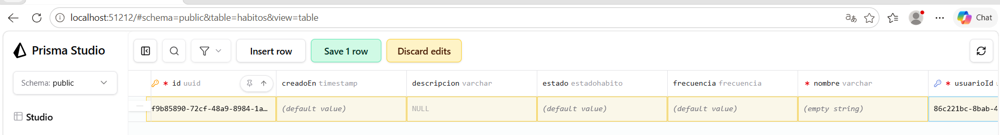 localhost:51212/#schema=public&table=habitos&view=table
Chat
Prisma Studio
Insert row
Save 1 row
Discard edits
Schema: public
* id uuid
creadoEn timestamp
descripcion varchar
estado estadohabito
frecuencia frecuencia
* nombre varchar
* usuarioId
f9b85890-72cf-48a9-8984-1a…
(default value)
NULL
(default value)
(default value)
(empty string)
86c221bc-8bab-4
Studio